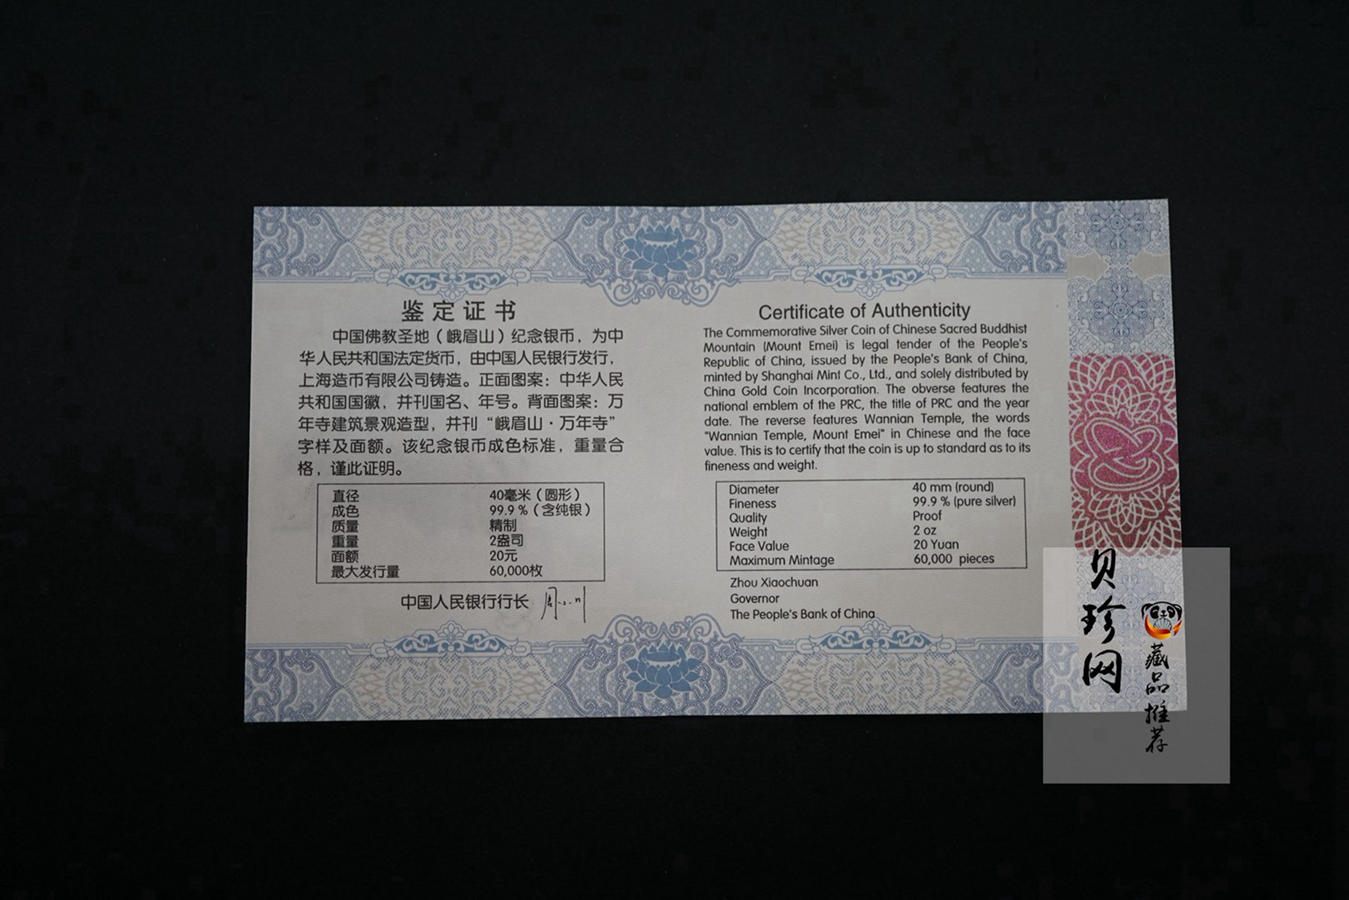 鉴定证书
中国佛教圣地（峨眉山）纪念银币，为中
华人民共和国法定货币，由中国人民银行发行，
上海造币有限公司铸造。正面图案：中华人民
共和国国徽，并刊国名、年号。背面图案：万
年寺建筑景观造型，并刊“峨眉山·万年寺”
字样及面额。该纪念银币成色标准，重量合
格，谨此证明。
直径 40毫米（圆形）
成色 99.9％（含纯银）
质量 精制
重量 2盎司
面额 20元
最大发行量 60,000枚
中国人民银行行长
Certificate of Authenticity
The Commemorative Silver Coin of Chinese Sacred Buddhist
Mountain (Mount Emei) is legal tender of the People's
Republic of China, issued by the People's Bank of China,
minted by Shanghai Mint Co., Ltd., and solely distributed by
China Gold Coin Incorporation. The obverse features the
national emblem of the PRC, the title of PRC and the year
date. The reverse features Wannian Temple, the words
"Wannian Temple, Mount Emei" in Chinese and the face
value. This is to certify that the coin is up to standard as to its
fineness and weight.
Diameter 40 mm (round)
Fineness 99.9 % (pure silver)
Quality Proof
Weight 2 oz
Face Value 20 Yuan
Maximum Mintage 60,000 pieces
Zhou Xiaochuan
Governor
The People's Bank of China
贝珍网
藏品推荐